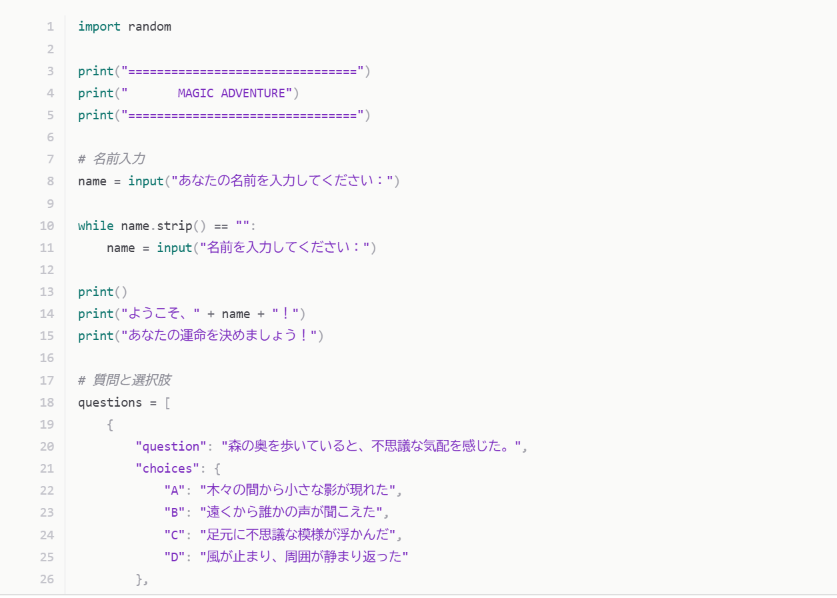 1 import random
2
3 print("================================")
4 print("       MAGIC ADVENTURE")
5 print("================================")
6
7 # 名前入力
8 name = input("あなたの名前を入力してください：")
9
10 while name.strip() == "":
11     name = input("名前を入力してください：")
12
13 print()
14 print("ようこそ、" + name + "！")
15 print("あなたの運命を決めましょう！")
16
17 # 質問と選択肢
18 questions = [
19     {
20         "question": "森の奥を歩いていると、不思議な気配を感じた。",
21         "choices": {
22             "A": "木々の間から小さな影が現れた",
23             "B": "遠くから誰かの声が聞こえた",
24             "C": "足元に不思議な模様が浮かんだ",
25             "D": "風が止まり、周囲が静まり返った"
26         },